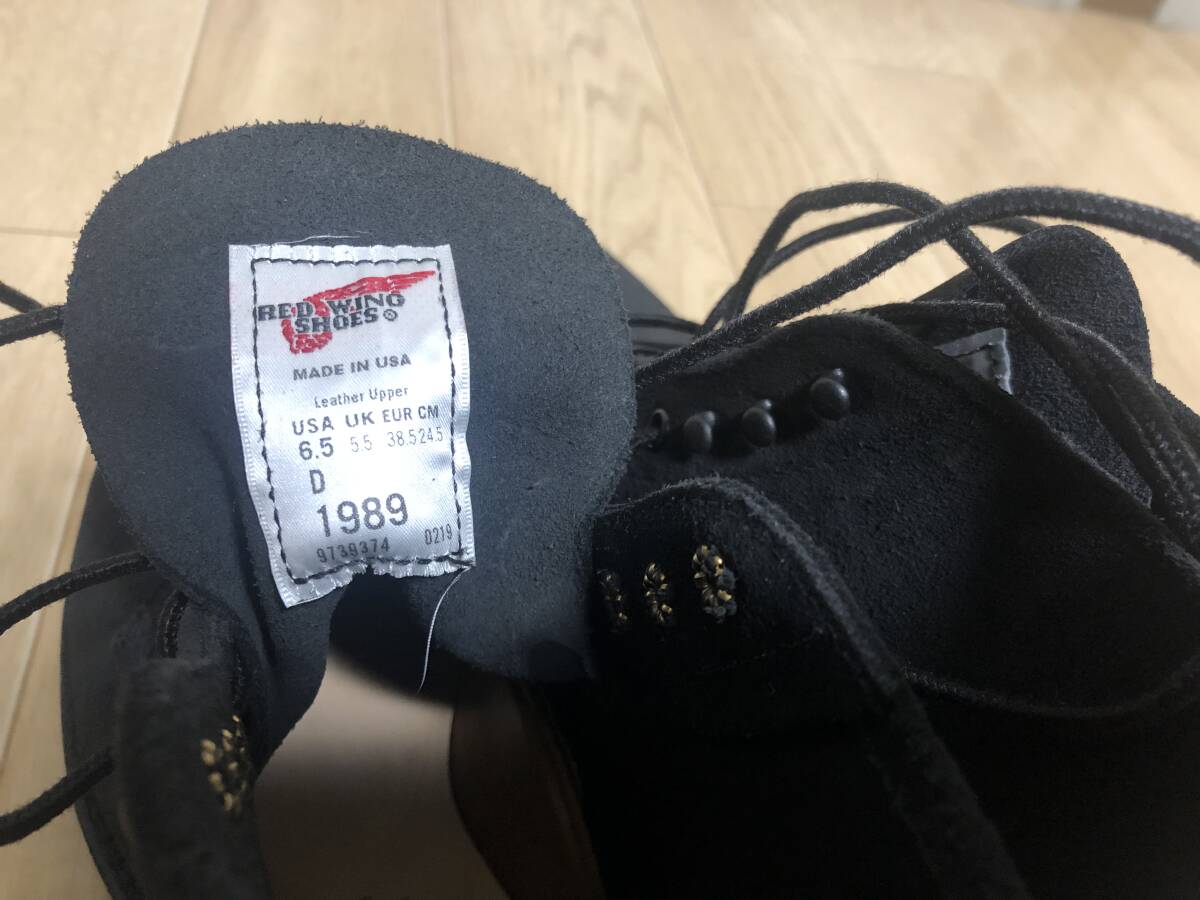 RED WING
SHOES®
MADE IN USA
Leather Upper
USA UK EUR CM
6.5 5.5 38.5 24.5
D
1989
9739374 0219